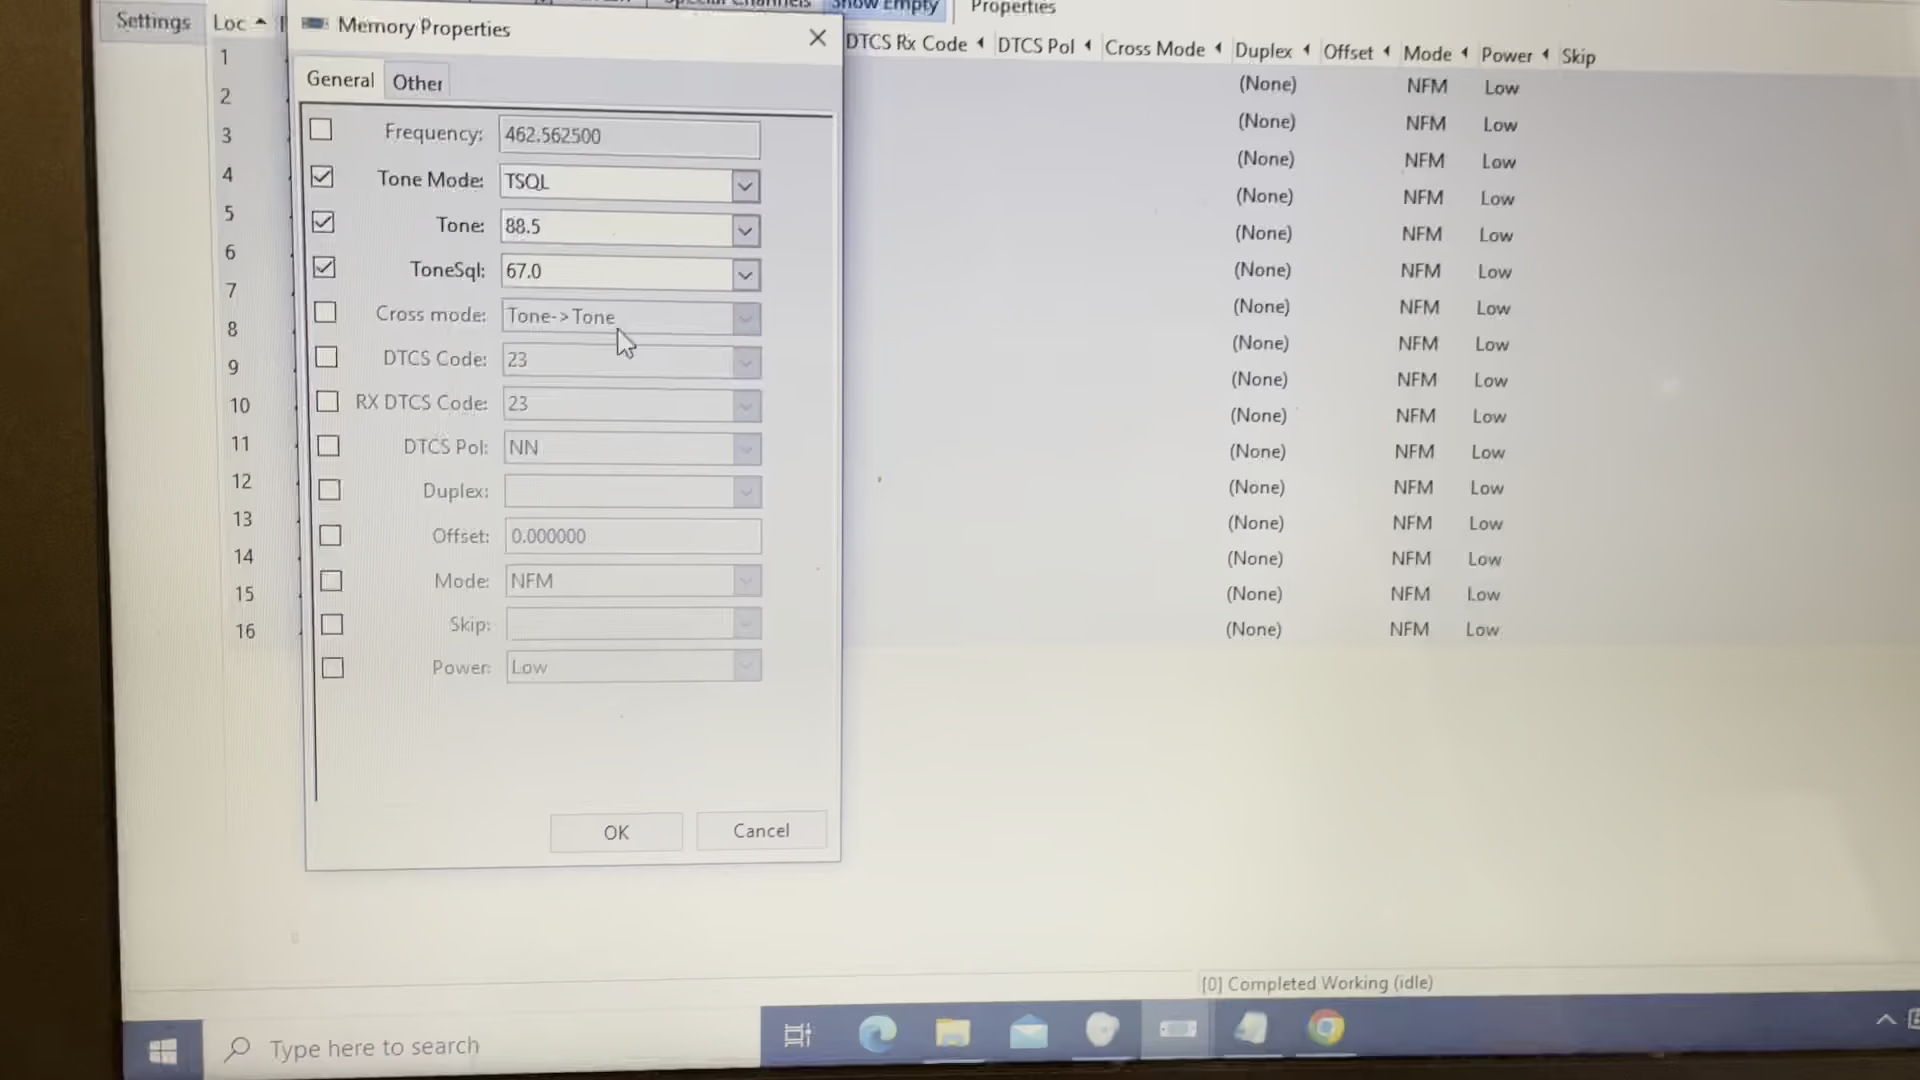 Settings
Loc
Show Empty
Properties
Memory Properties
General
Other
DTCS Rx Code
DTCS Pol
Cross Mode
Duplex
Offset
Mode
Power
Skip
Frequency: 462.562500
Tone Mode: TSQL
Tone: 88.5
ToneSql: 67.0
Cross mode: Tone->Tone
DTCS Code: 23
RX DTCS Code: 23
DTCS Pol: NN
Duplex:
Offset: 0.000000
Mode: NFM
Skip:
Power: Low
OK
Cancel
1 (None) NFM Low
2 (None) NFM Low
3 (None) NFM Low
4 (None) NFM Low
5 (None) NFM Low
6 (None) NFM Low
7 (None) NFM Low
8 (None) NFM Low
9 (None) NFM Low
10 (None) NFM Low
11 (None) NFM Low
12 (None) NFM Low
13 (None) NFM Low
14 (None) NFM Low
15 (None) NFM Low
16 (None) NFM Low
[0] Completed Working (idle)
Type here to search